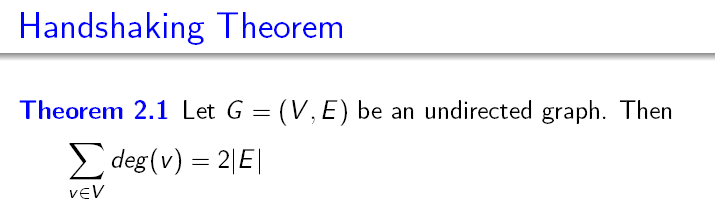 Handshaking Theorem
Theorem 2.1 Let G = (V, E) be an undirected graph. Then
∑ deg(v) = 2|E|
v∈V